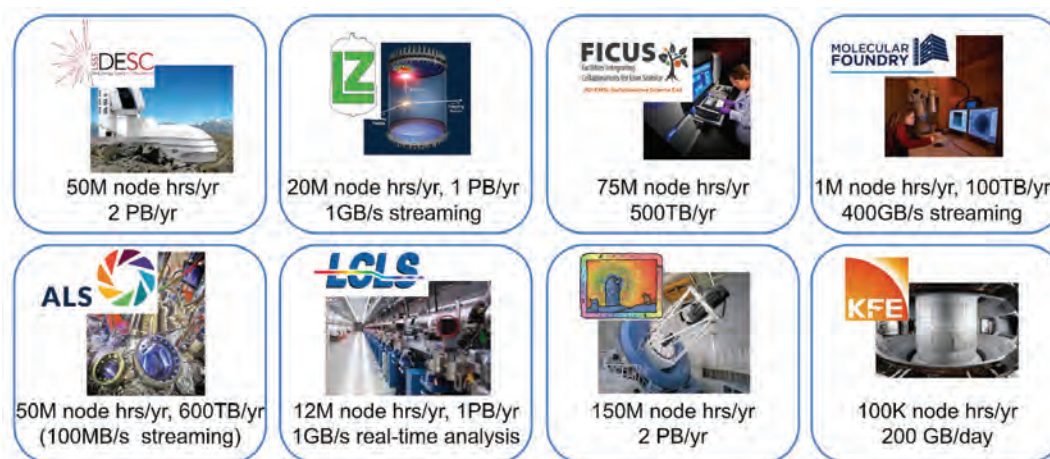 LSST
DESC
50M node hrs/yr
2 PB/yr
LZ
20M node hrs/yr, 1 PB/yr
1GB/s streaming
FICUS
Facilities Integrating
Collaborations for User Science
75M node hrs/yr
500TB/yr
MOLECULAR
FOUNDRY
1M node hrs/yr, 100TB/yr
400GB/s streaming
ALS
50M node hrs/yr, 600TB/yr
(100MB/s streaming)
LCLS
12M node hrs/yr, 1PB/yr
1GB/s real-time analysis
150M node hrs/yr
2 PB/yr
KFE
100K node hrs/yr
200 GB/day